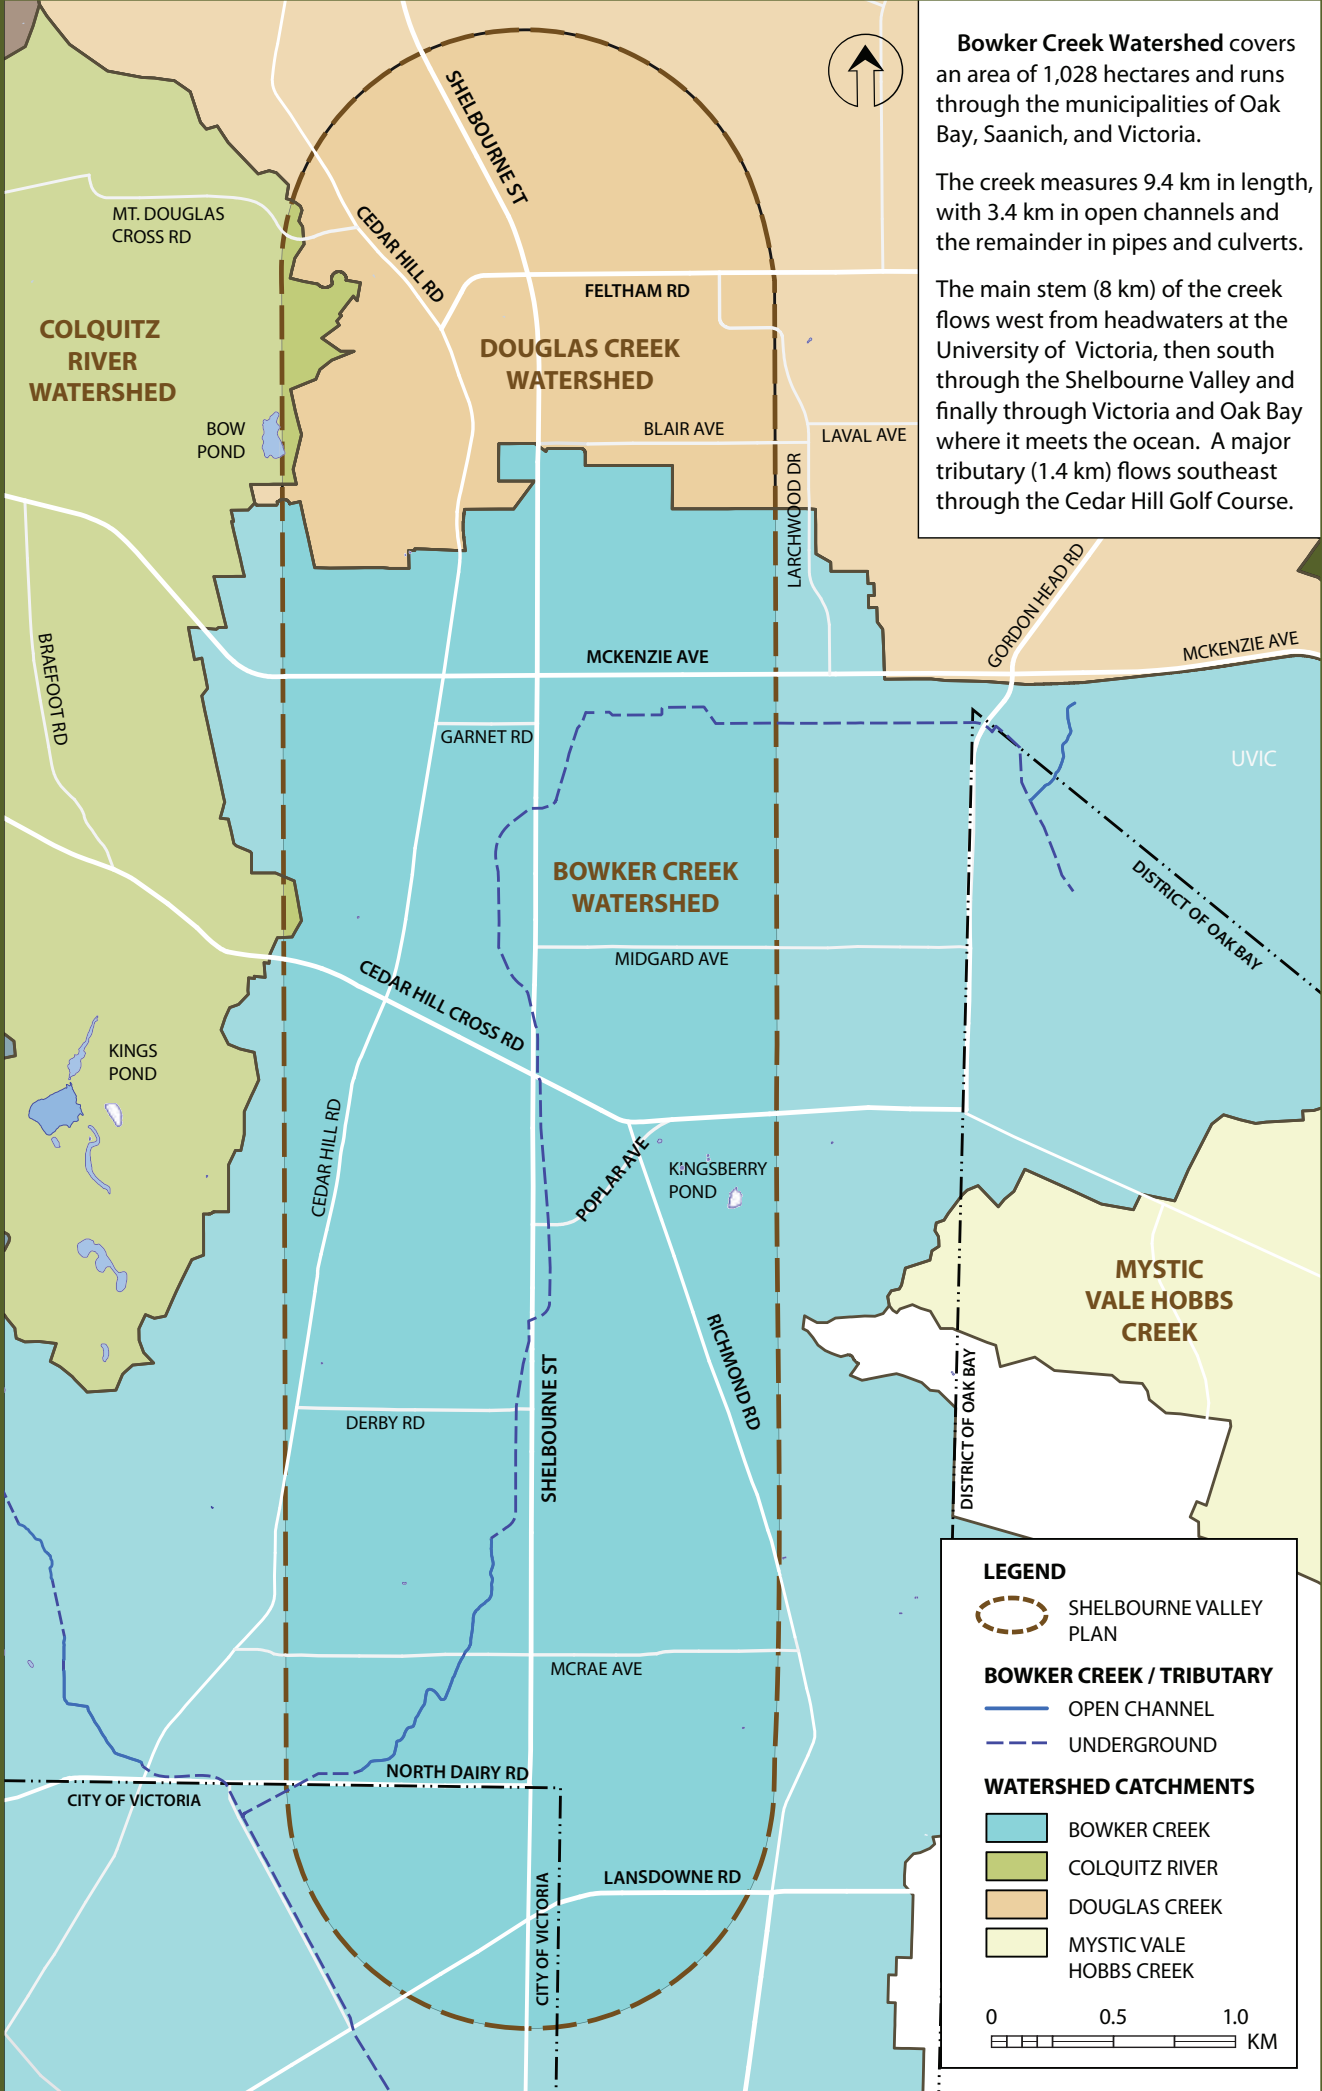 Bowker Creek Watershed covers
an area of 1,028 hectares and runs
through the municipalities of Oak
Bay, Saanich, and Victoria.
The creek measures 9.4 km in length,
with 3.4 km in open channels and
the remainder in pipes and culverts.
The main stem (8 km) of the creek
flows west from headwaters at the
University of Victoria, then south
through the Shelbourne Valley and
finally through Victoria and Oak Bay
where it meets the ocean. A major
tributary (1.4 km) flows southeast
through the Cedar Hill Golf Course.
SHELBOURNE ST
MT. DOUGLAS
CROSS RD
CEDAR HILL RD
FELTHAM RD
COLQUITZ
RIVER
WATERSHED
DOUGLAS CREEK
WATERSHED
BOW
POND
BLAIR AVE
LAVAL AVE
LARCHWOOD DR
GORDON HEAD RD
MCKENZIE AVE
MCKENZIE AVE
BRAEFOOT RD
GARNET RD
UVIC
BOWKER CREEK
WATERSHED
DISTRICT OF OAK BAY
MIDGARD AVE
CEDAR HILL CROSS RD
KINGS
POND
CEDAR HILL RD
POPLAR AVE
KINGSBERRY
POND
MYSTIC
VALE HOBBS
CREEK
RICHMOND RD
SHELBOURNE ST
DISTRICT OF OAK BAY
DERBY RD
MCRAE AVE
NORTH DAIRY RD
CITY OF VICTORIA
LANSDOWNE RD
CITY OF VICTORIA
LEGEND
SHELBOURNE VALLEY
PLAN
BOWKER CREEK / TRIBUTARY
OPEN CHANNEL
UNDERGROUND
WATERSHED CATCHMENTS
BOWKER CREEK
COLQUITZ RIVER
DOUGLAS CREEK
MYSTIC VALE
HOBBS CREEK
0 0.5 1.0
KM